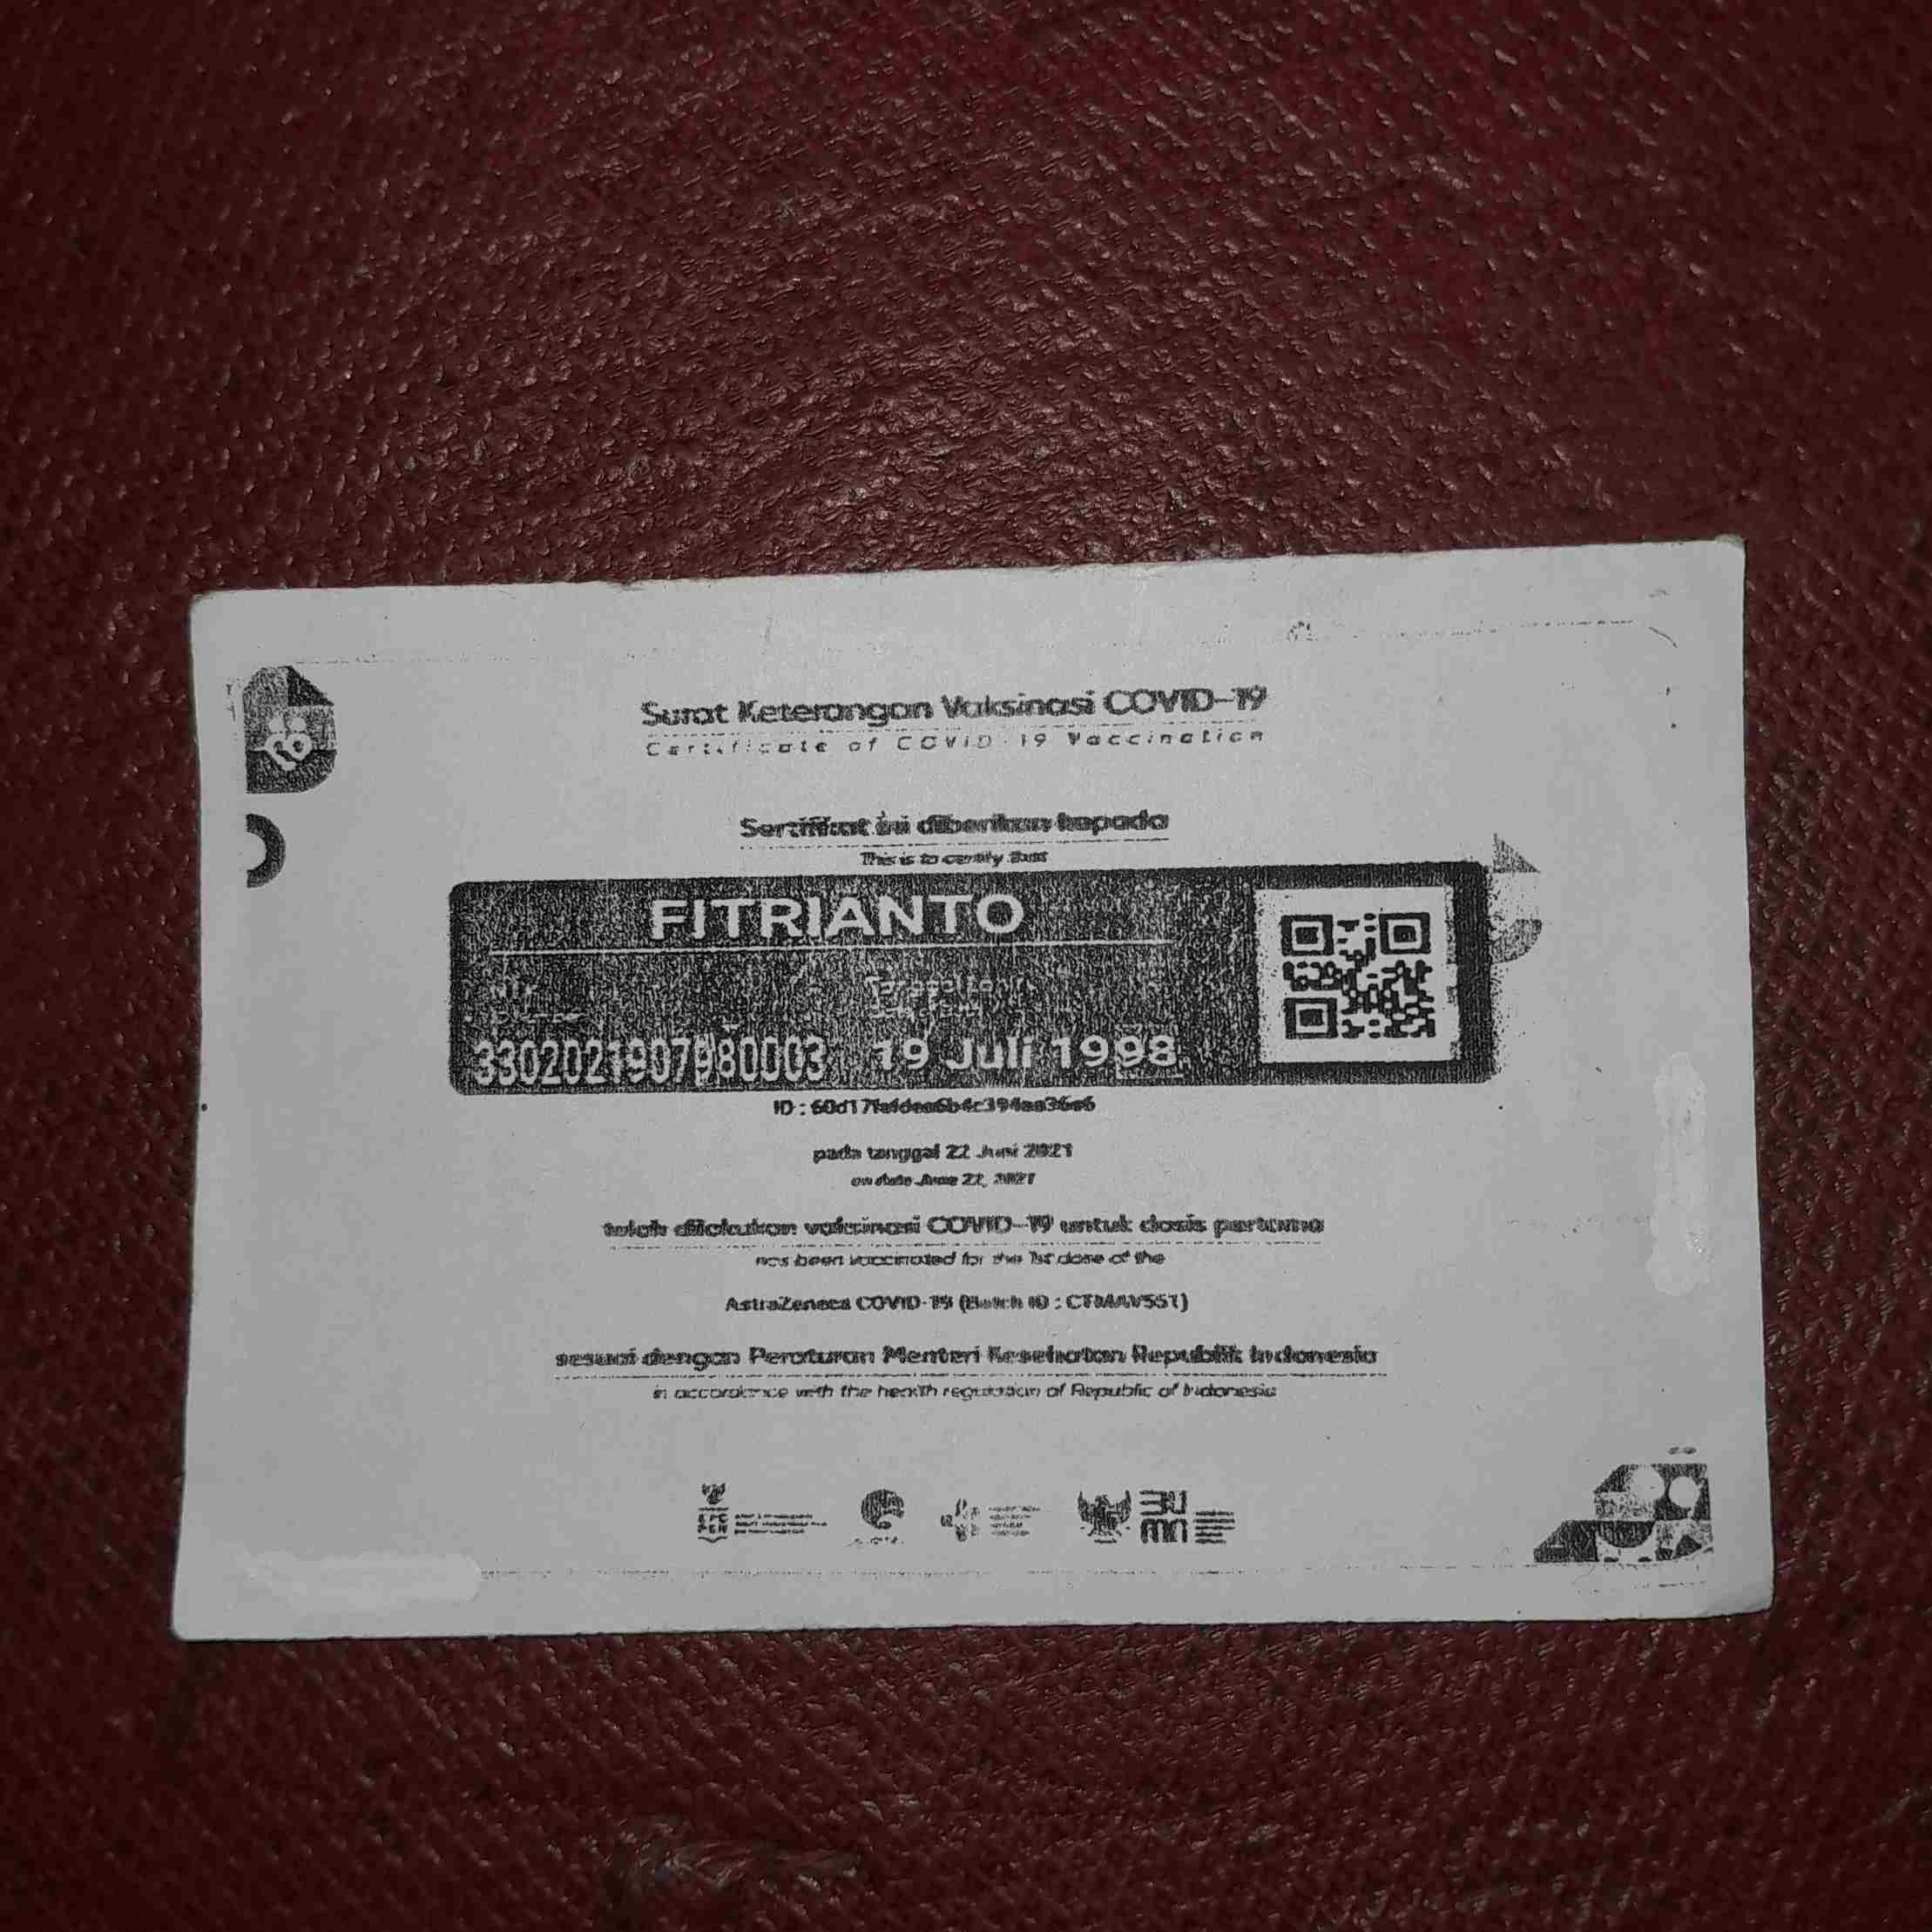 Surat Keterangan Vaksinasi COVID-19
Certificate of COVID-19 Vaccination
Sertifikat ini diberikan kepada
This is to certify that
FITRIANTO
NIK
3302021907980003 19 Juli 1998
pada tanggal 22 Juni 2021
on date June 22, 2021
telah dilakukan vaksinasi COVID-19 untuk dosis pertama
has been vaccinated for the 1st dose of the
AstraZeneca COVID-19 (Batch ID : CTMAV551)
sesuai dengan Peraturan Menteri Kesehatan Republik Indonesia
in accordance with the health regulation of Republic of Indonesia